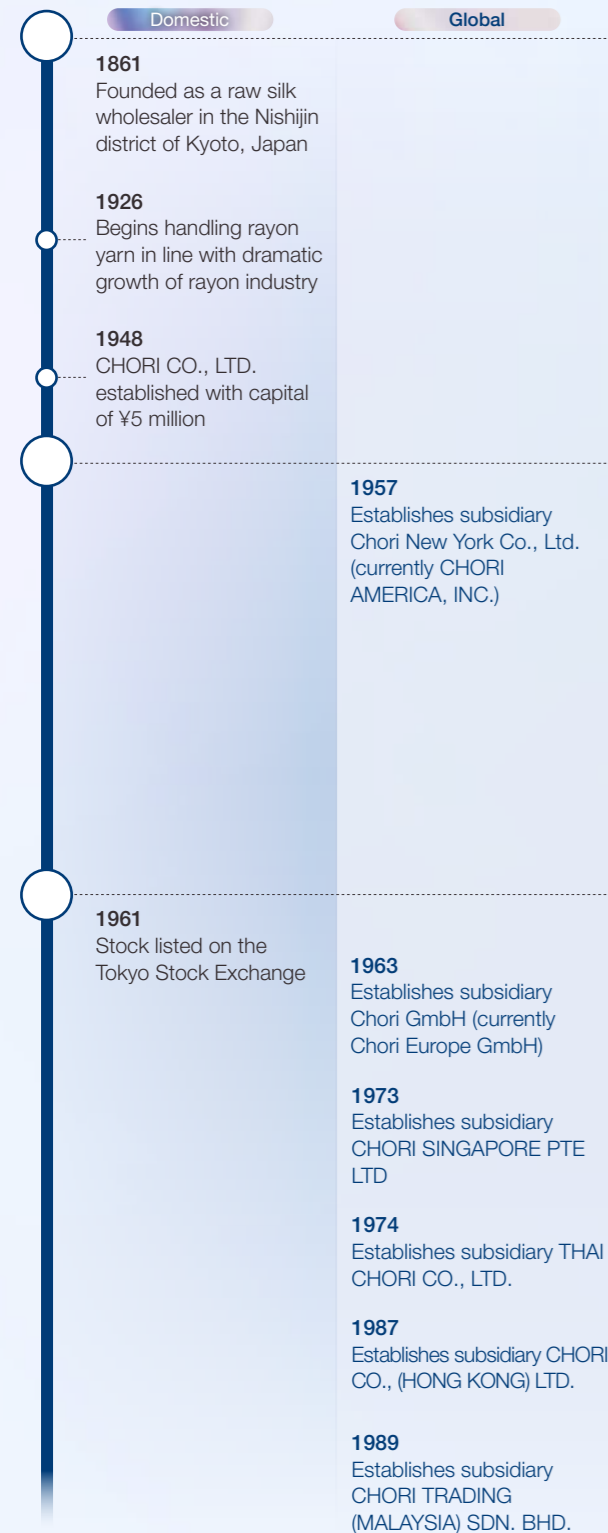 Domestic
Global
1861
Founded as a raw silk
wholesaler in the Nishijin
district of Kyoto, Japan
1926
Begins handling rayon
yarn in line with dramatic
growth of rayon industry
1948
CHORI CO., LTD.
established with capital
of ¥5 million
1957
Establishes subsidiary
Chori New York Co., Ltd.
(currently CHORI
AMERICA, INC.)
1961
Stock listed on the
Tokyo Stock Exchange
1963
Establishes subsidiary
Chori GmbH (currently
Chori Europe GmbH)
1973
Establishes subsidiary
CHORI SINGAPORE PTE
LTD
1974
Establishes subsidiary THAI
CHORI CO., LTD.
1987
Establishes subsidiary CHORI
CO., (HONG KONG) LTD.
1989
Establishes subsidiary
CHORI TRADING
(MALAYSIA) SDN. BHD.